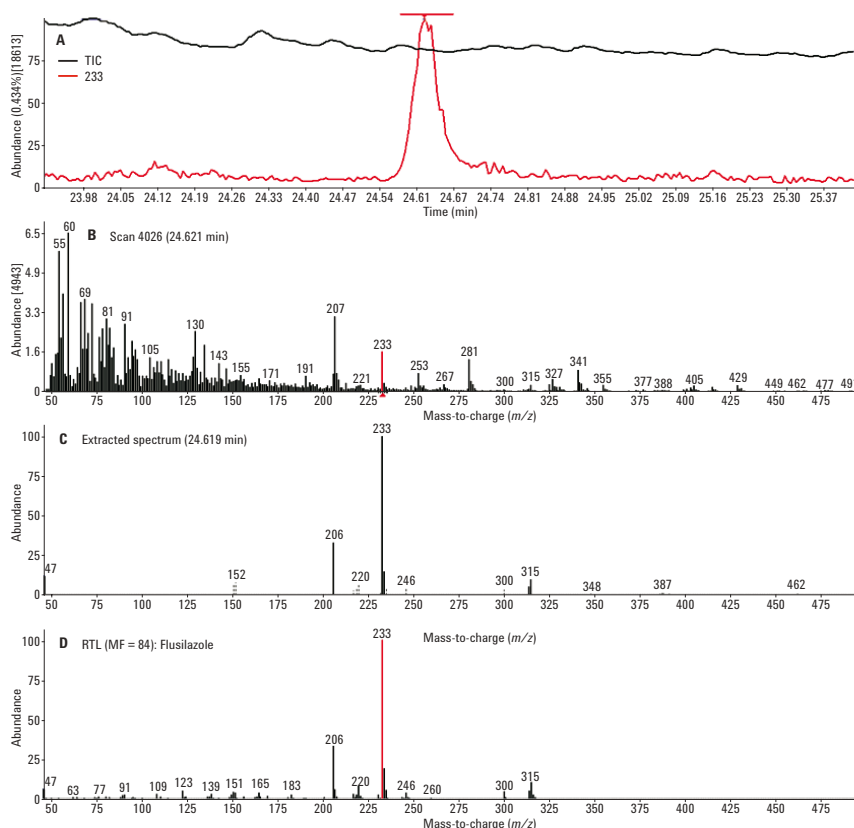 A
TIC
233
Abundance (0.434%)[18613]
75
50
25
0
23.98 24.05 24.12 24.19 24.26 24.33 24.40 24.47 24.54 24.61 24.67 24.74 24.81 24.88 24.95 25.02 25.09 25.16 25.23 25.30 25.37
Time (min)
B Scan 4026 (24.621 min)
Abundance [4943]
6.5
4.9
3.3
1.6
0
55 60 69 81 91 105 130 143 155 171 191 207 221 233 253 267 281 300 315 327 341 355 377 388 405 429 449 462 477 491
50 75 100 125 150 175 200 225 250 275 300 325 350 375 400 425 450 475
Mass-to-charge (m/z)
C Extracted spectrum (24.619 min)
Abundance
100
75
50
25
0
47 152 206 220 233 246 300 315 348 387 462
50 75 100 125 150 175 200 225 250 275 300 325 350 375 400 425 450 475
Mass-to-charge (m/z)
D RTL (MF = 84): Flusilazole
Abundance
100
75
50
25
0
47 63 77 91 109 123 139 151 165 183 206 220 233 246 260 300 315
50 75 100 125 150 175 200 225 250 275 300 325 350 375 400 425 450 475
Mass-to-charge (m/z)